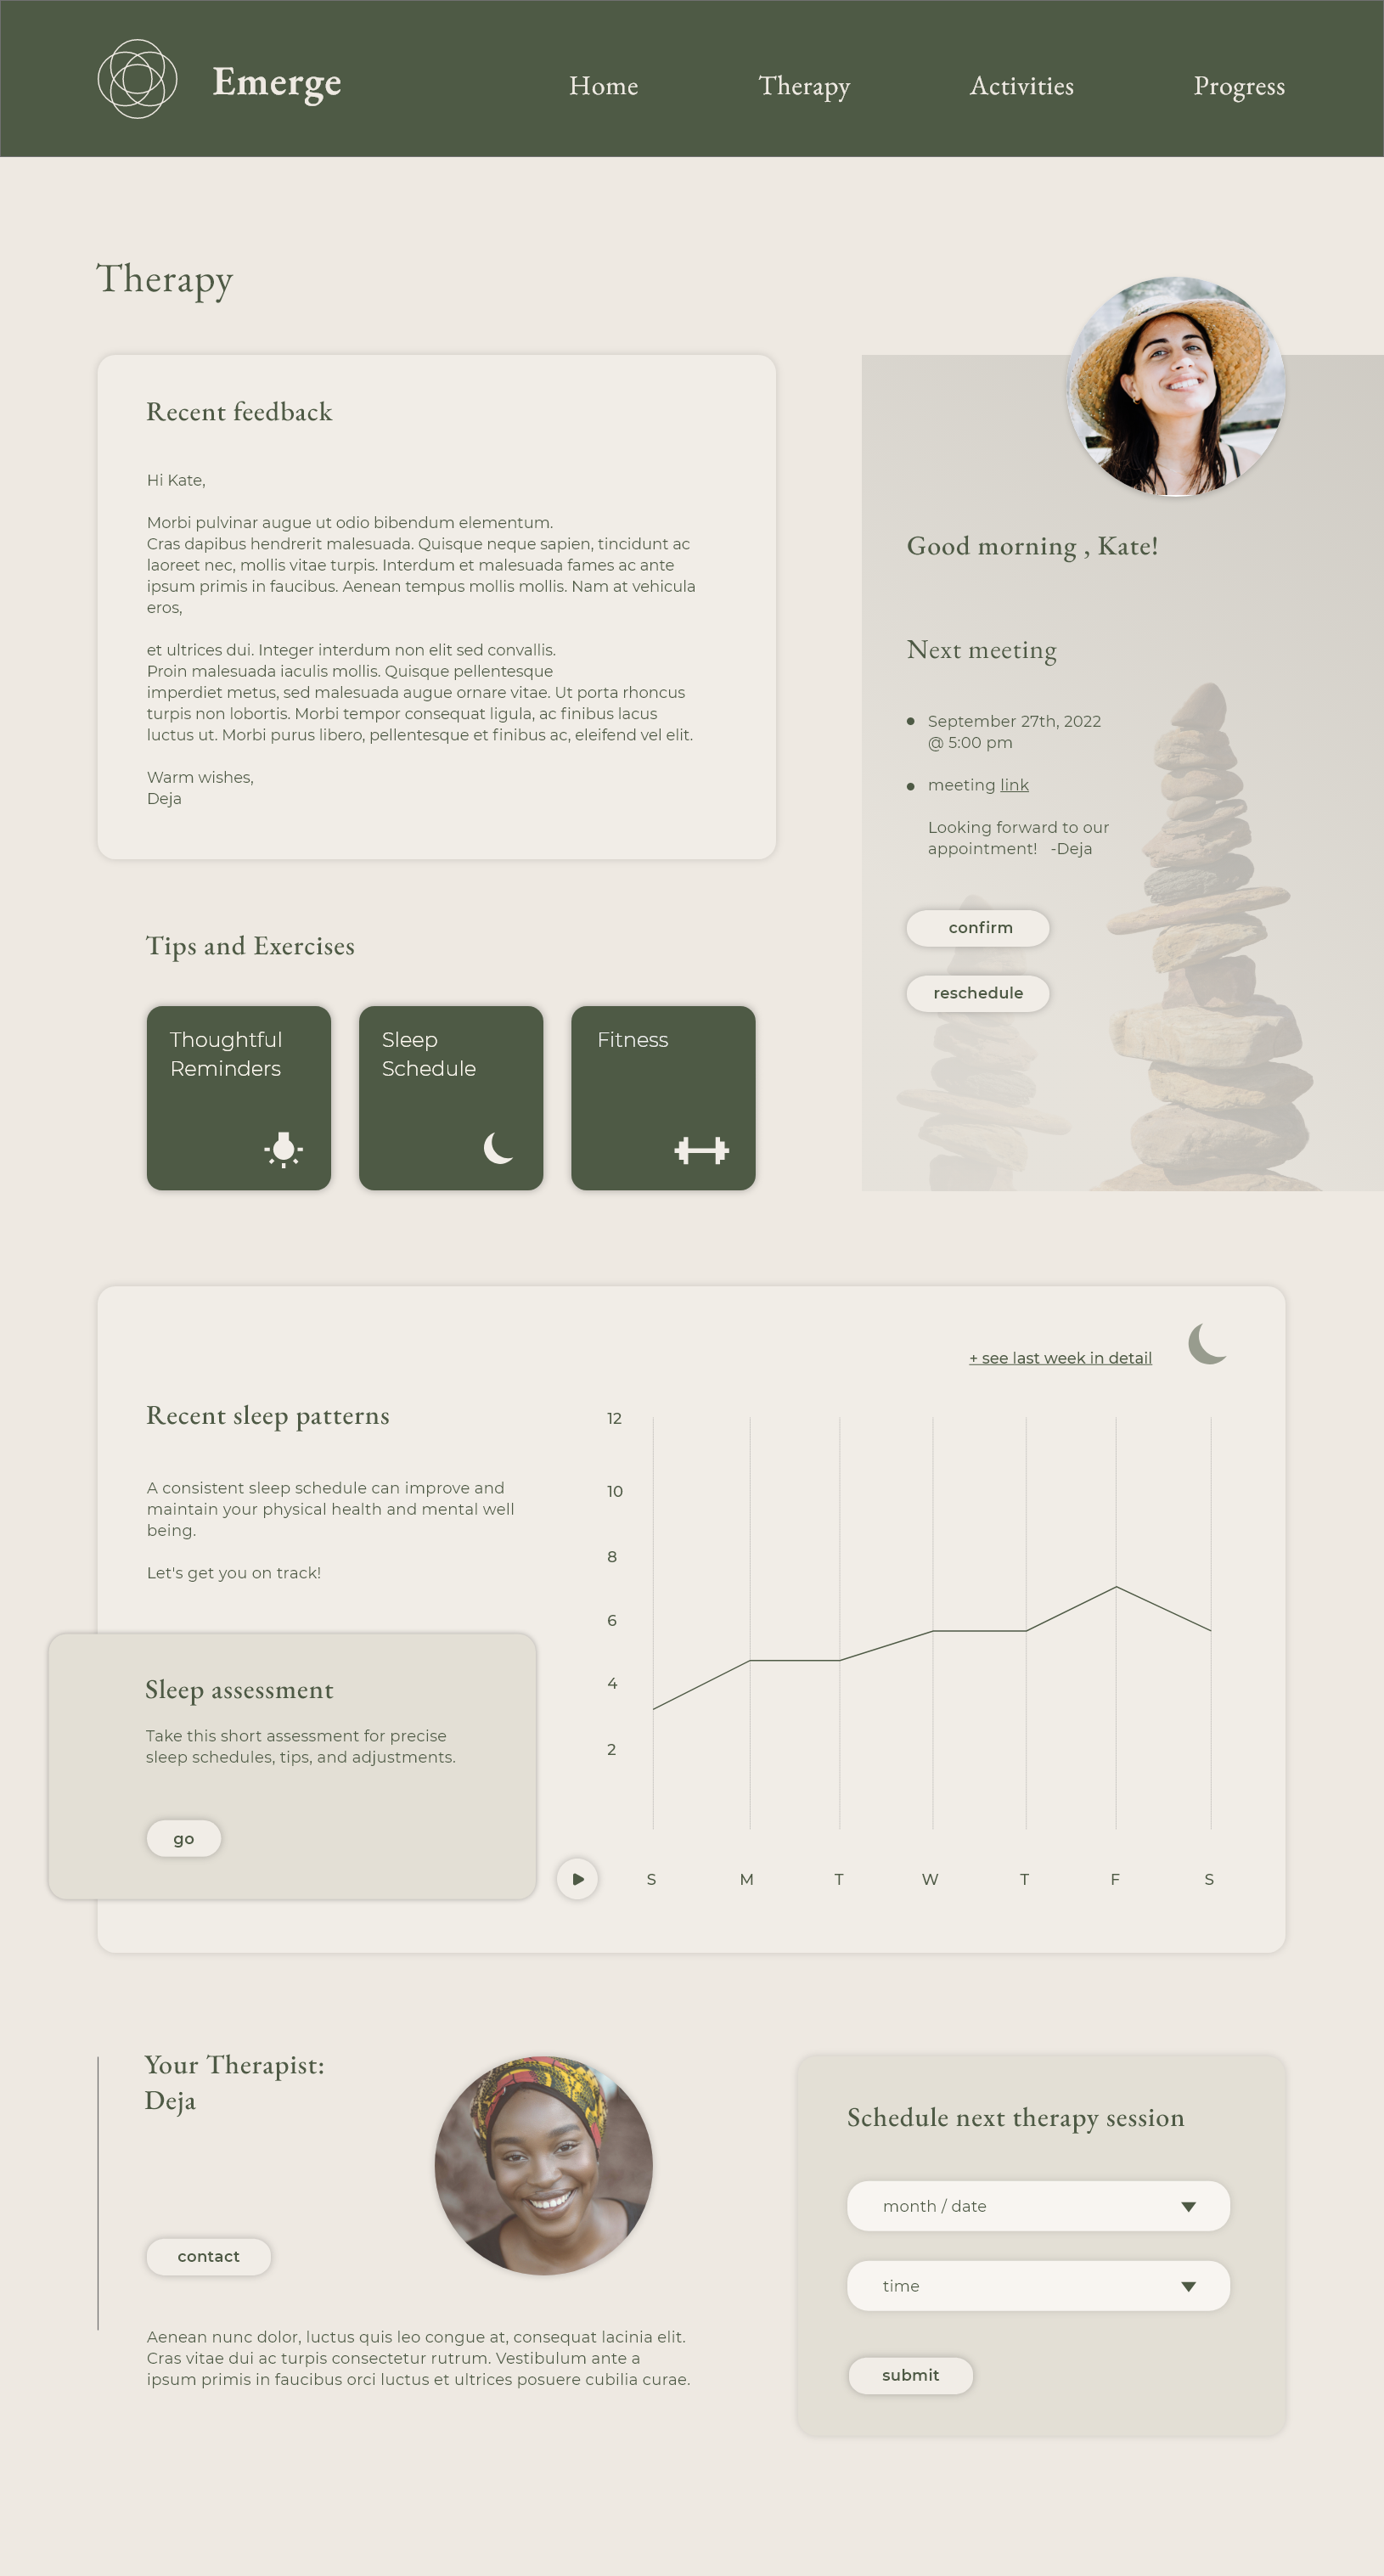 Emerge
Home
Therapy
Activities
Progress
Therapy
Recent feedback
Hi Kate,
Morbi pulvinar augue ut odio bibendum elementum.
Cras dapibus hendrerit malesuada. Quisque neque sapien, tincidunt ac
laoreet nec, mollis vitae turpis. Interdum et malesuada fames ac ante
ipsum primis in faucibus. Aenean tempus mollis mollis. Nam at vehicula
eros,
et ultrices dui. Integer interdum non elit sed convallis.
Proin malesuada iaculis mollis. Quisque pellentesque
imperdiet metus, sed malesuada augue ornare vitae. Ut porta rhoncus
turpis non lobortis. Morbi tempor consequat ligula, ac finibus lacus
luctus ut. Morbi purus libero, pellentesque et finibus ac, eleifend vel elit.
Warm wishes,
Deja
Good morning , Kate!
Next meeting
September 27th, 2022
@ 5:00 pm
meeting link
Looking forward to our
appointment! -Deja
confirm
reschedule
Tips and Exercises
Thoughtful
Reminders
Sleep
Schedule
Fitness
+ see last week in detail
Recent sleep patterns
A consistent sleep schedule can improve and
maintain your physical health and mental well
being.
Let's get you on track!
Sleep assessment
Take this short assessment for precise
sleep schedules, tips, and adjustments.
go
12
10
8
6
4
2
S M T W T F S
Your Therapist:
Deja
contact
Aenean nunc dolor, luctus quis leo congue at, consequat lacinia elit.
Cras vitae dui ac turpis consectetur rutrum. Vestibulum ante a
ipsum primis in faucibus orci luctus et ultrices posuere cubilia curae.
Schedule next therapy session
month / date
time
submit